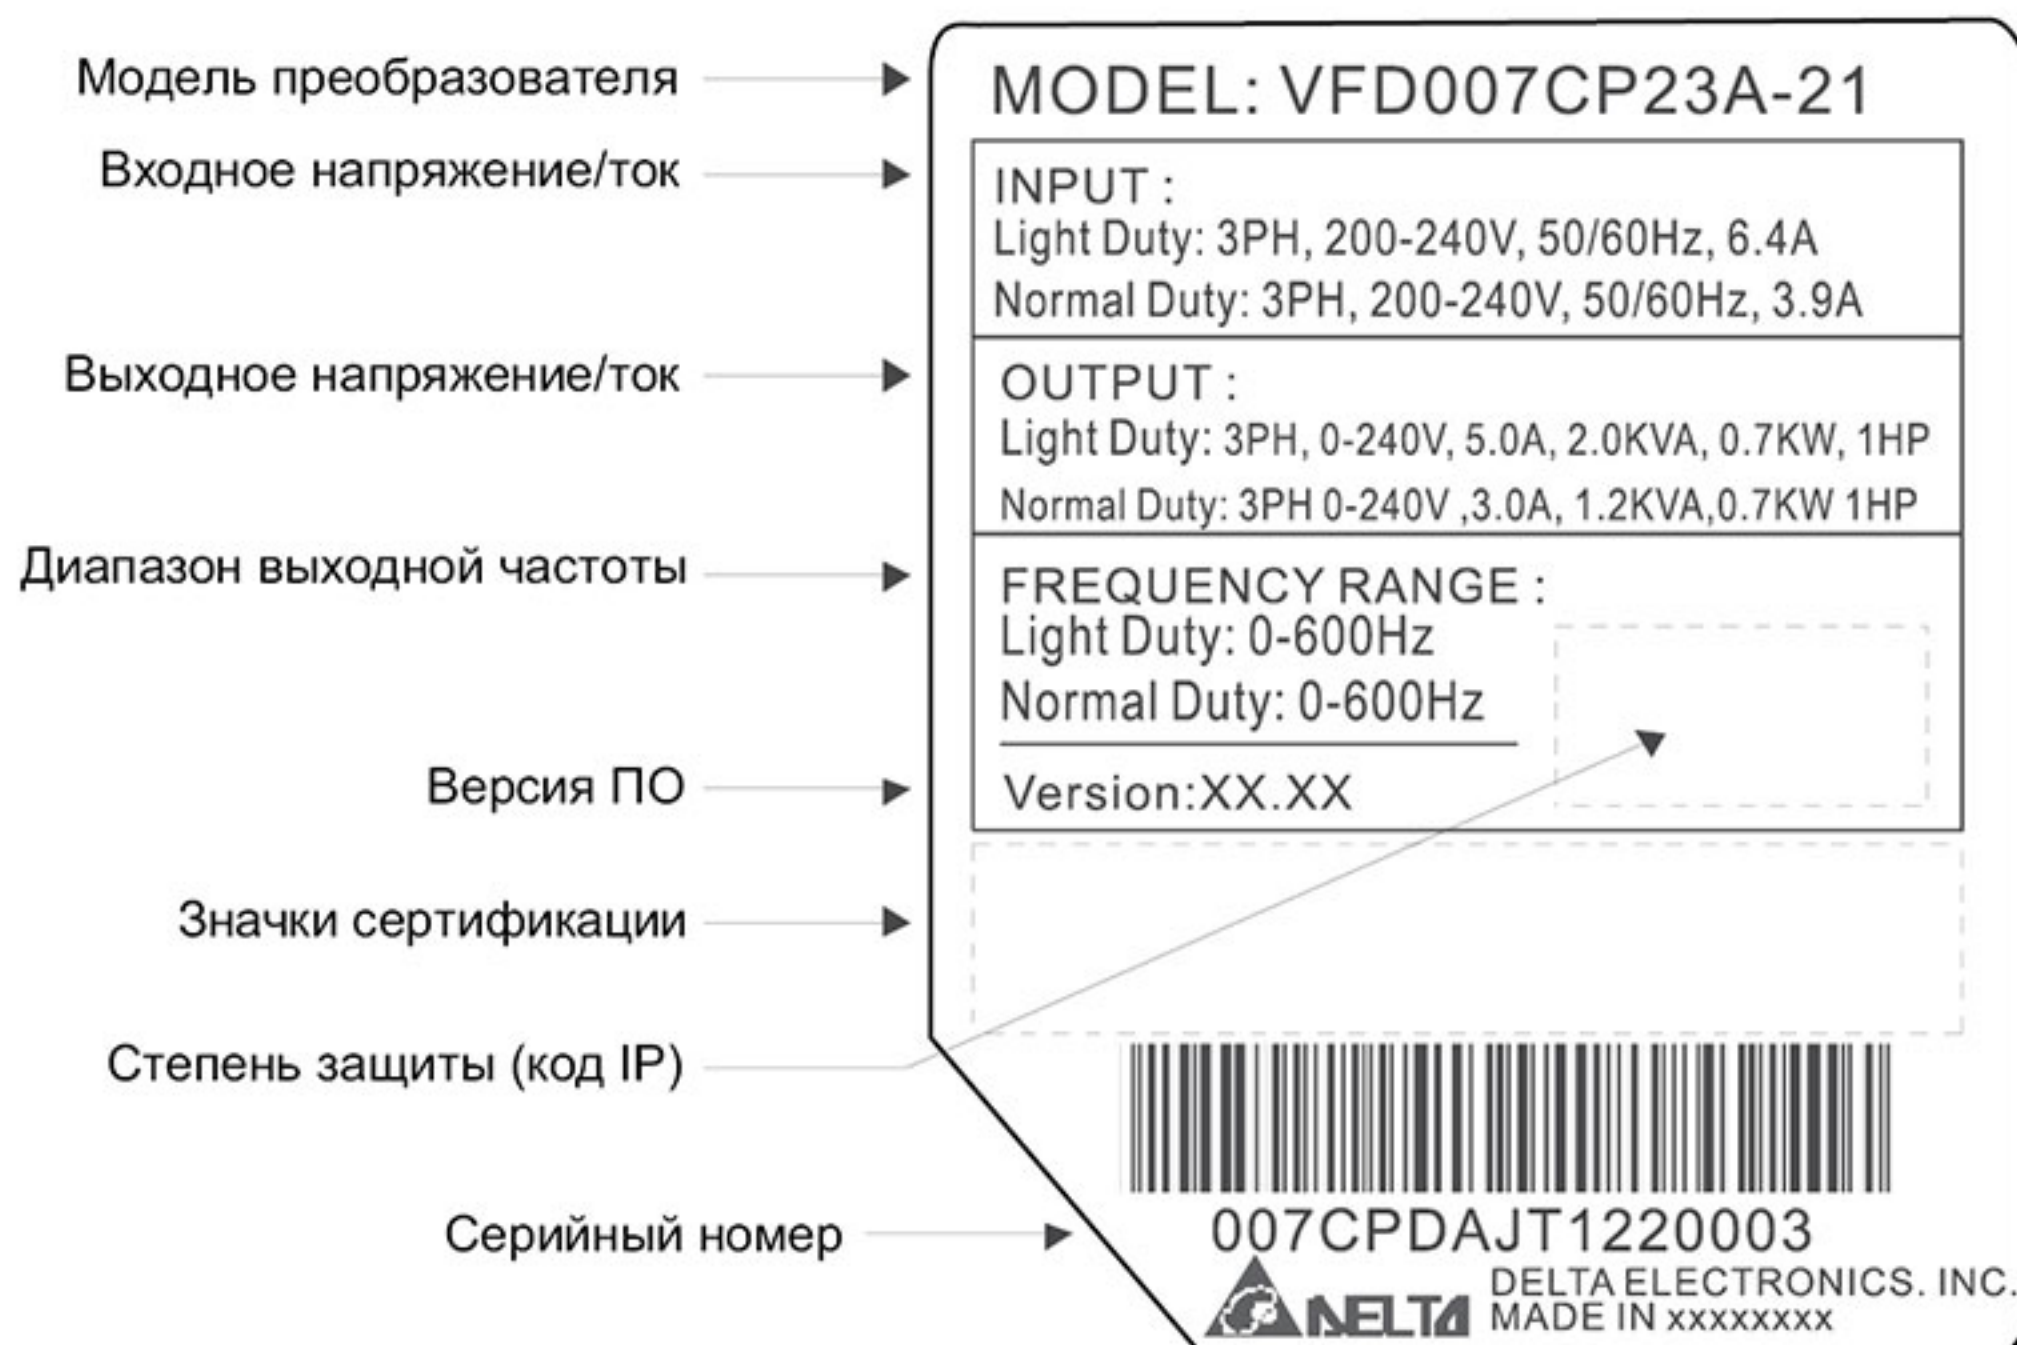 Модель преобразователя
MODEL: VFD007CP23A-21
Входное напряжение/ток
INPUT :
Light Duty: 3PH, 200-240V, 50/60Hz, 6.4A
Normal Duty: 3PH, 200-240V, 50/60Hz, 3.9A
Выходное напряжение/ток
OUTPUT :
Light Duty: 3PH, 0-240V, 5.0A, 2.0KVA, 0.7KW, 1HP
Normal Duty: 3PH 0-240V ,3.0A, 1.2KVA,0.7KW 1HP
Диапазон выходной частоты
FREQUENCY RANGE :
Light Duty: 0-600Hz
Normal Duty: 0-600Hz
Версия ПО
Version:XX.XX
Значки сертификации
Степень защиты (код IP)
Серийный номер
007CPDAJT1220003
NELTA
DELTA ELECTRONICS. INC.
MADE IN xxxxxxxx